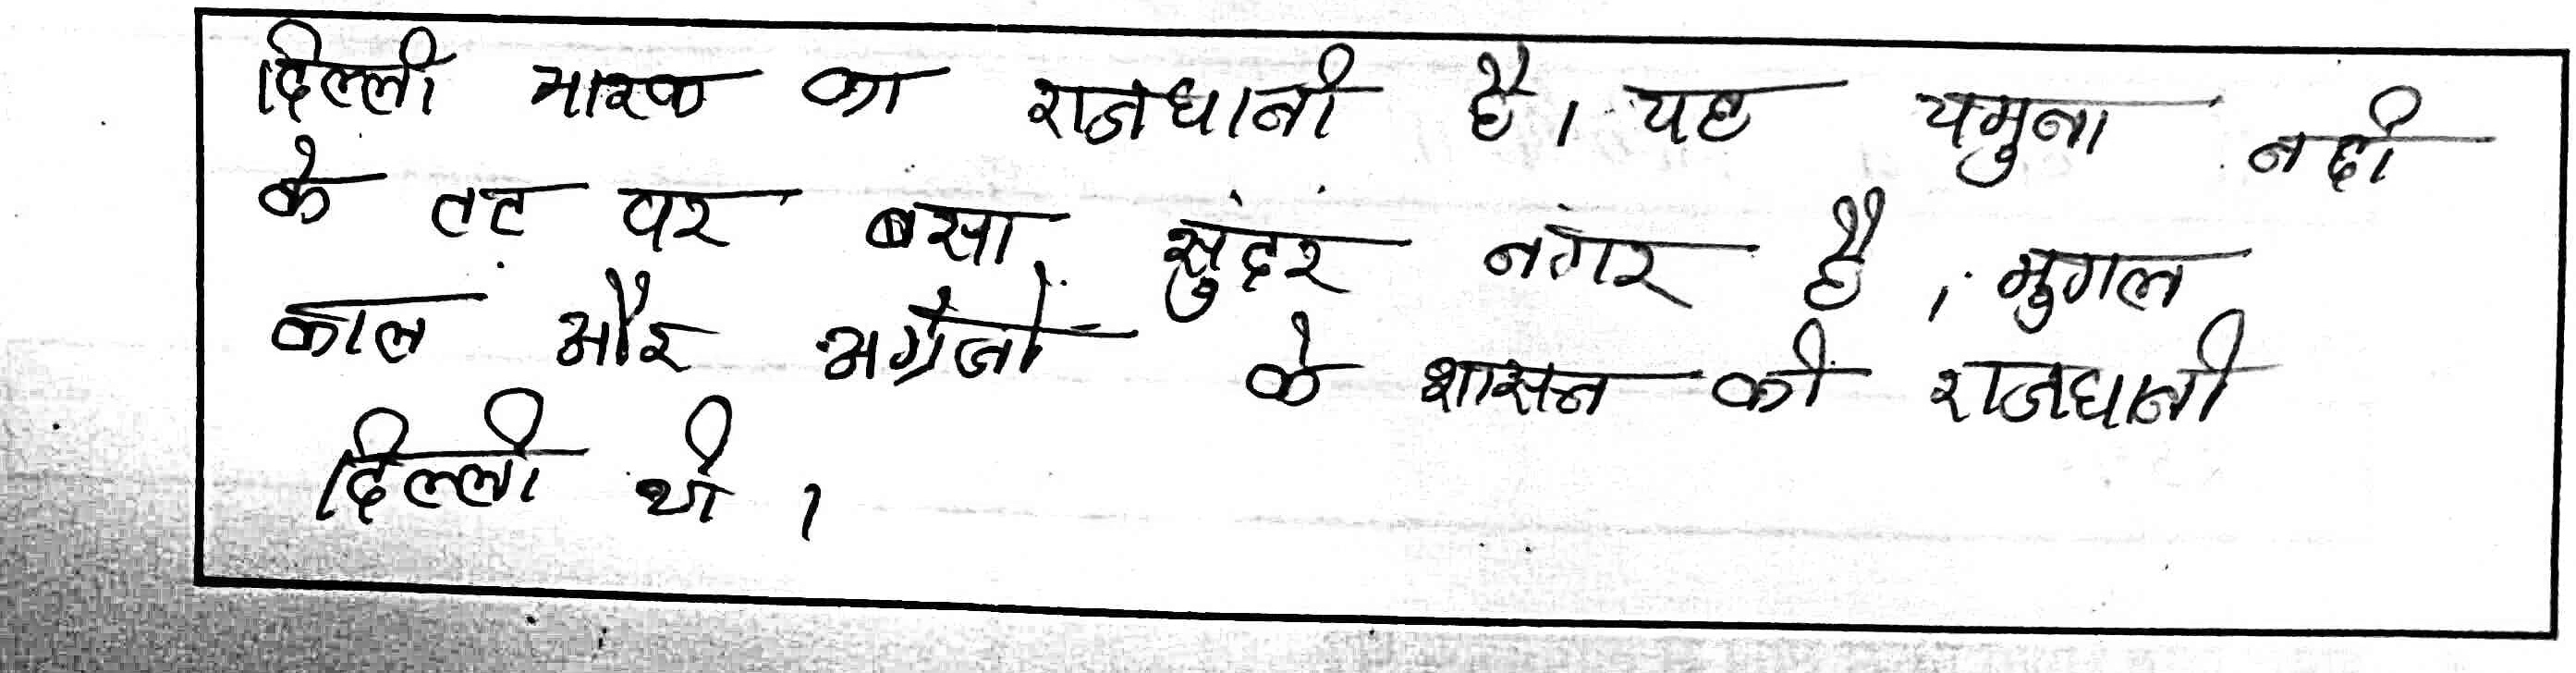 दिल्ली भारत का राजधानी है। यह यमुना नदी
के तट पर बसा सुंदर नगर है। मुगल
काल और अंग्रेजों के शासन की राजधानी
दिल्ली थी।